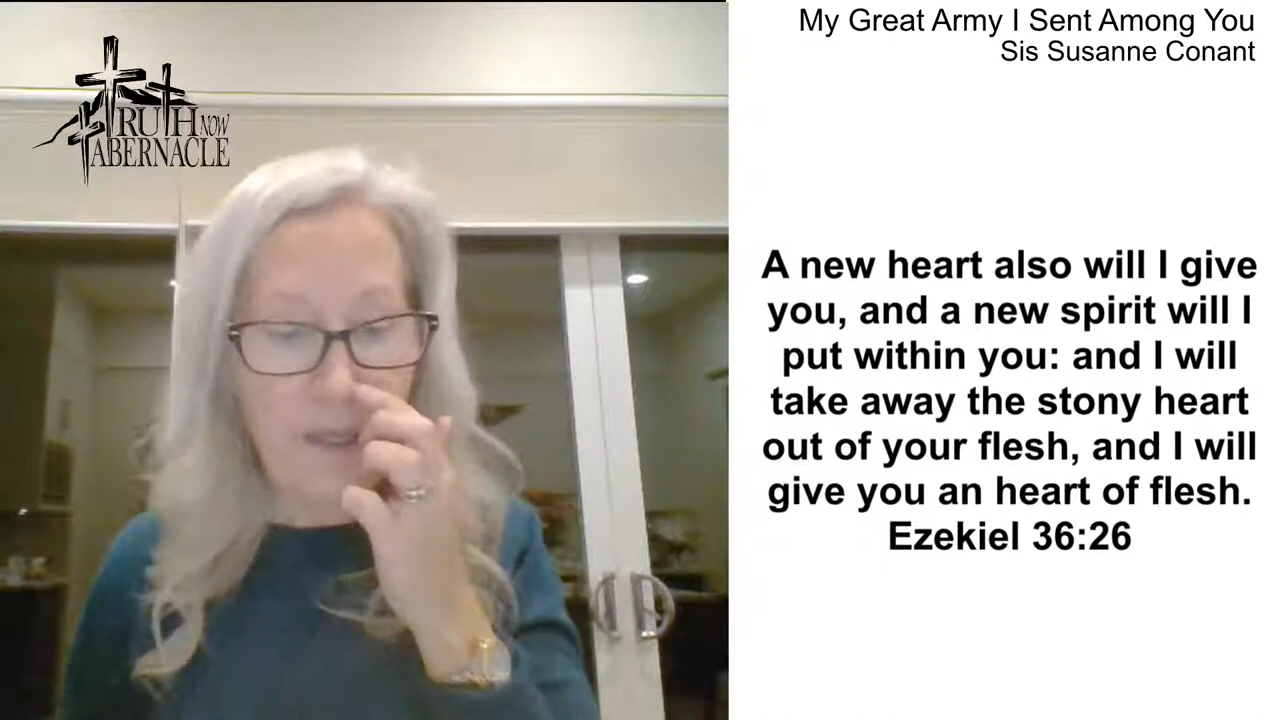 TRUTH NOW
TABERNACLE
My Great Army I Sent Among You
Sis Susanne Conant
A new heart also will I give
you, and a new spirit will I
put within you: and I will
take away the stony heart
out of your flesh, and I will
give you an heart of flesh.
Ezekiel 36:26